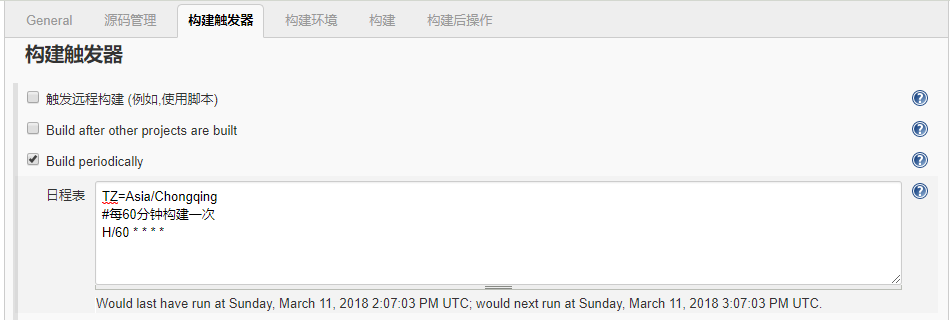 General 源码管理 构建触发器 构建环境 构建 构建后操作
构建触发器
触发远程构建 (例如,使用脚本)
Build after other projects are built
Build periodically
日程表
TZ=Asia/Chongqing
#每60分钟构建一次
H/60 * * * *
Would last have run at Sunday, March 11, 2018 2:07:03 PM UTC; would next run at Sunday, March 11, 2018 3:07:03 PM UTC.